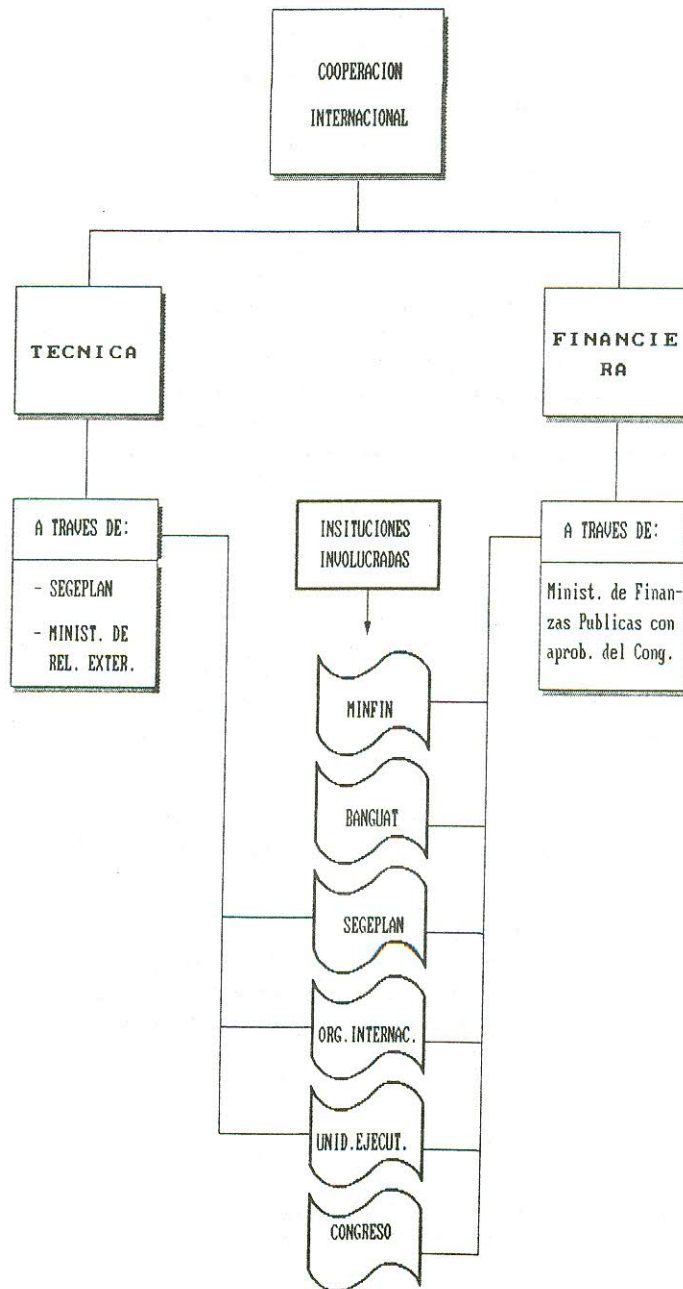 COOPERACION
INTERNACIONAL
TECNICA
FINANCIE
RA
A TRAVES DE:
- SEGEPLAN
- MINIST. DE
REL. EXTER.
INSITUCIONES
INVOLUCRADAS
A TRAVES DE:
Minist. de Finan-
zas Publicas con
aprob. del Cong.
MINFIN
BANGUAT
SEGEPLAN
ORG.INTERNAC.
UNID.EJECUT.
CONGRESO